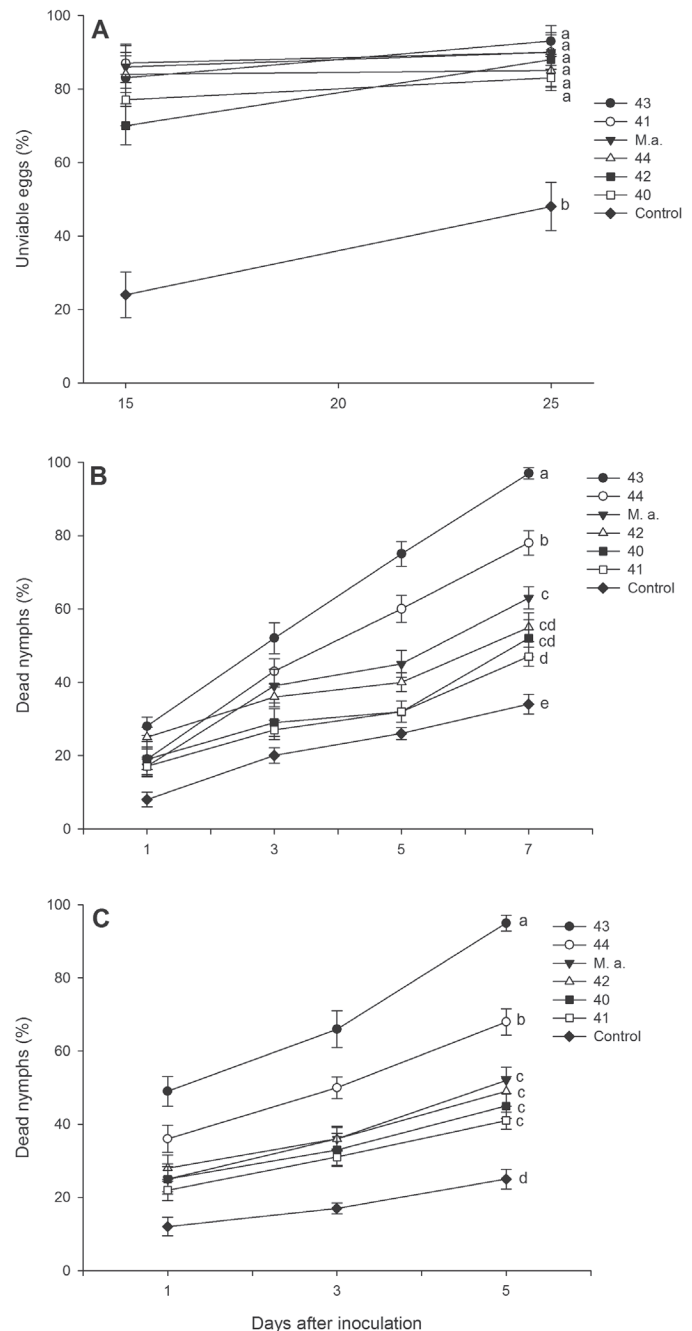 A
Unviable eggs (%)
100
80
60
40
20
0
15
20
25
a
a
a
a
a
a
b
43
41
M.a.
44
42
40
Control
B
Dead nymphs (%)
100
80
60
40
20
0
1
3
5
7
a
b
c
cd
cd
d
e
43
44
M. a.
42
40
41
Control
C
Dead nymphs (%)
100
80
60
40
20
0
1
3
5
a
b
c
c
c
c
d
43
44
M. a.
42
40
41
Control
Days after inoculation